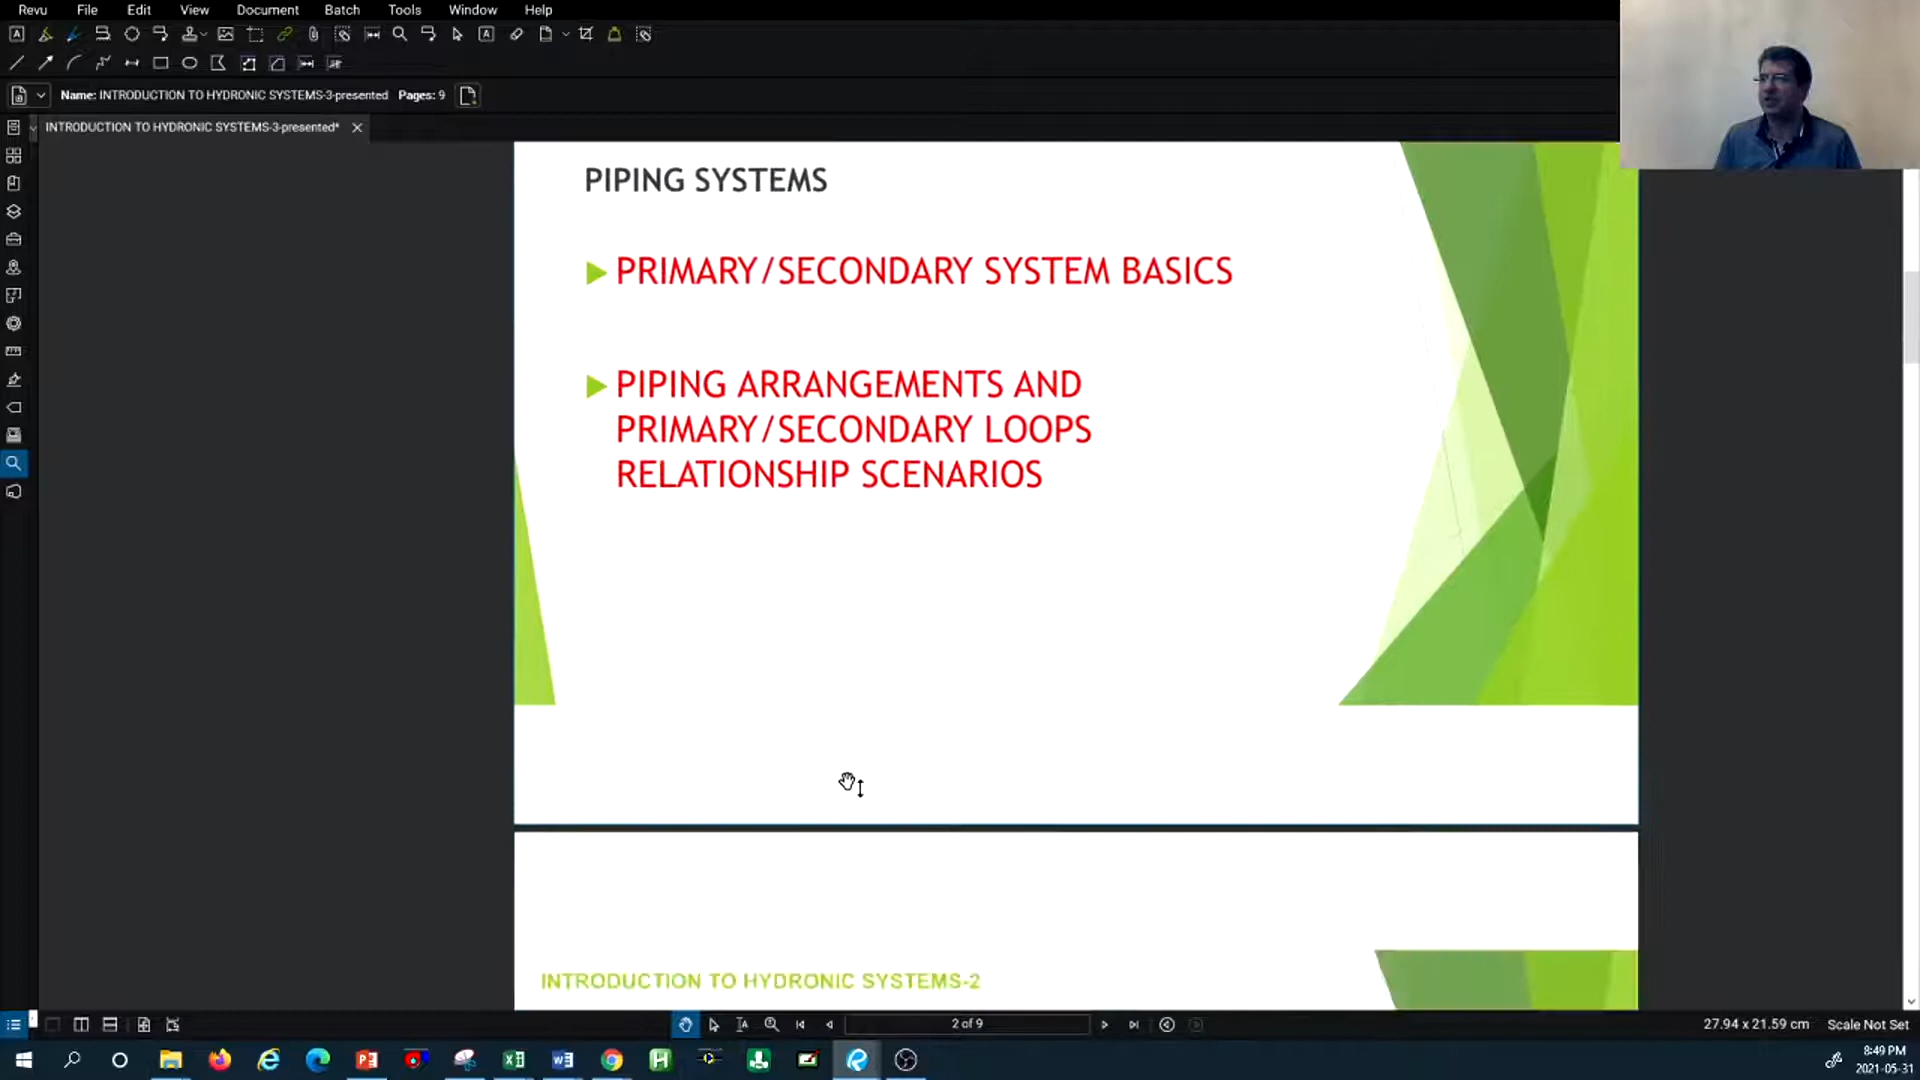 Revu File Edit View Document Batch Tools Window Help
Name: INTRODUCTION TO HYDRONIC SYSTEMS-3-presented Pages: 9
INTRODUCTION TO HYDRONIC SYSTEMS-3-presented*
PIPING SYSTEMS
PRIMARY/SECONDARY SYSTEM BASICS
PIPING ARRANGEMENTS AND
PRIMARY/SECONDARY LOOPS
RELATIONSHIP SCENARIOS
INTRODUCTION TO HYDRONIC SYSTEMS-2
2 of 9
27.94 x 21.59 cm Scale Not Set
8:49 PM
2021-05-31